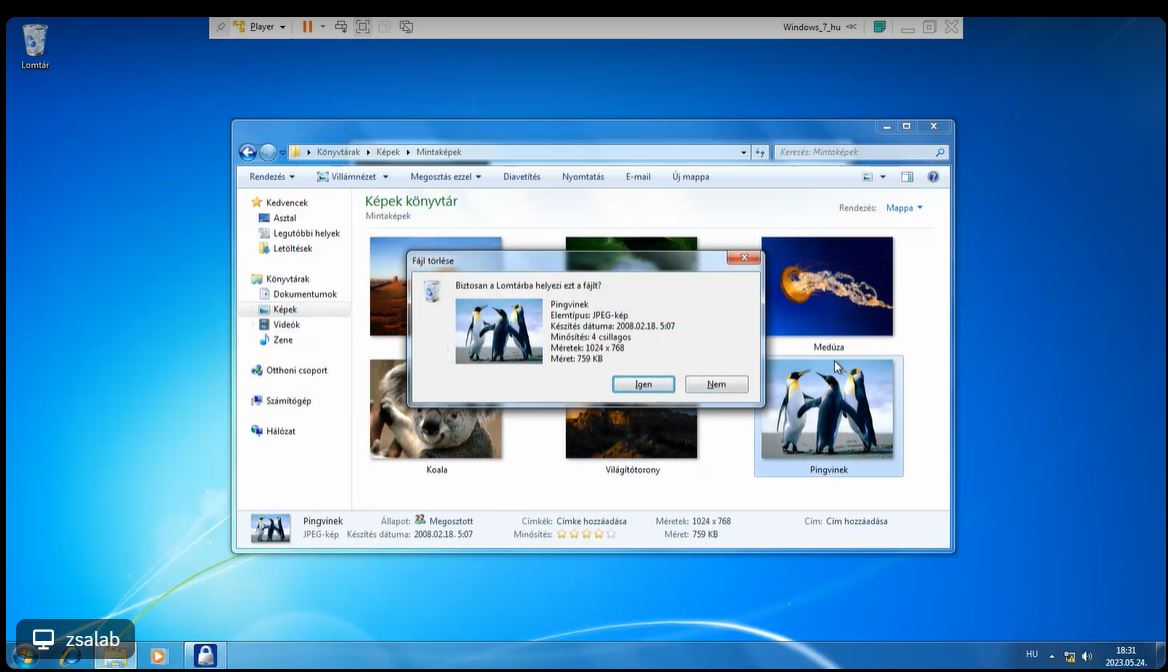 Player
Windows_7_hu
Lomtár
Könyvtárak
Képek
Mintaképek
Keresés: Mintaképek
Rendezés
Villámnézet
Megosztás ezzel
Diavetítés
Nyomtatás
E-mail
Új mappa
Kedvencek
Asztal
Legutóbbi helyek
Letöltések
Könyvtárak
Dokumentumok
Képek
Videók
Zene
Otthoni csoport
Számítógép
Hálózat
Képek könyvtár
Mintaképek
Rendezés: Mappa
Fájl törlése
Biztosan a Lomtárba helyezi ezt a fájlt?
Pingvinek
Elemtípus: JPEG-kép
Készítés dátuma: 2008.02.18. 5:07
Minősítés: 4 csillagos
Méretek: 1024 x 768
Méret: 759 KB
Igen
Nem
Medúza
Koala
Világítótorony
Pingvinek
Pingvinek Állapot: Megosztott Címkék: Címke hozzáadása Méretek: 1024 x 768 Cím: Cím hozzáadása
JPEG-kép Készítés dátuma: 2008.02.18. 5:07 Minősítés: Méret: 759 KB
zsalab
HU
18:31
2023.05.24.